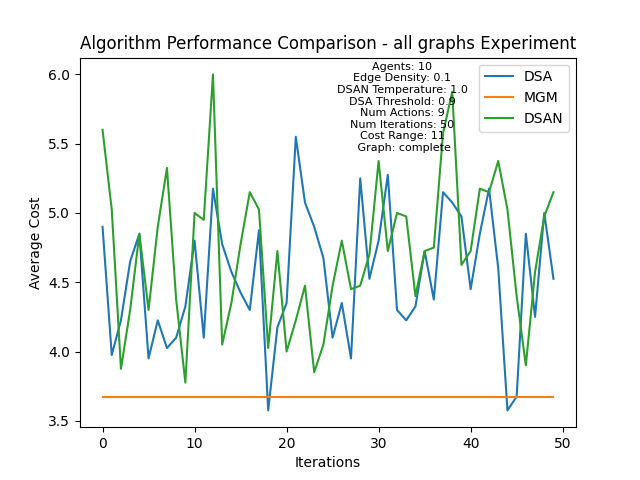 Algorithm Performance Comparison - all graphs Experiment
Agents: 10
Edge Density: 0.1
DSAN Temperature: 1.0
DSA Threshold: 0.9
Num Actions: 9
Num Iterations: 50
Cost Range: 11
Graph: complete
DSA
MGM
DSAN
Average Cost
6.0
5.5
5.0
4.5
4.0
3.5
0 10 20 30 40 50
Iterations